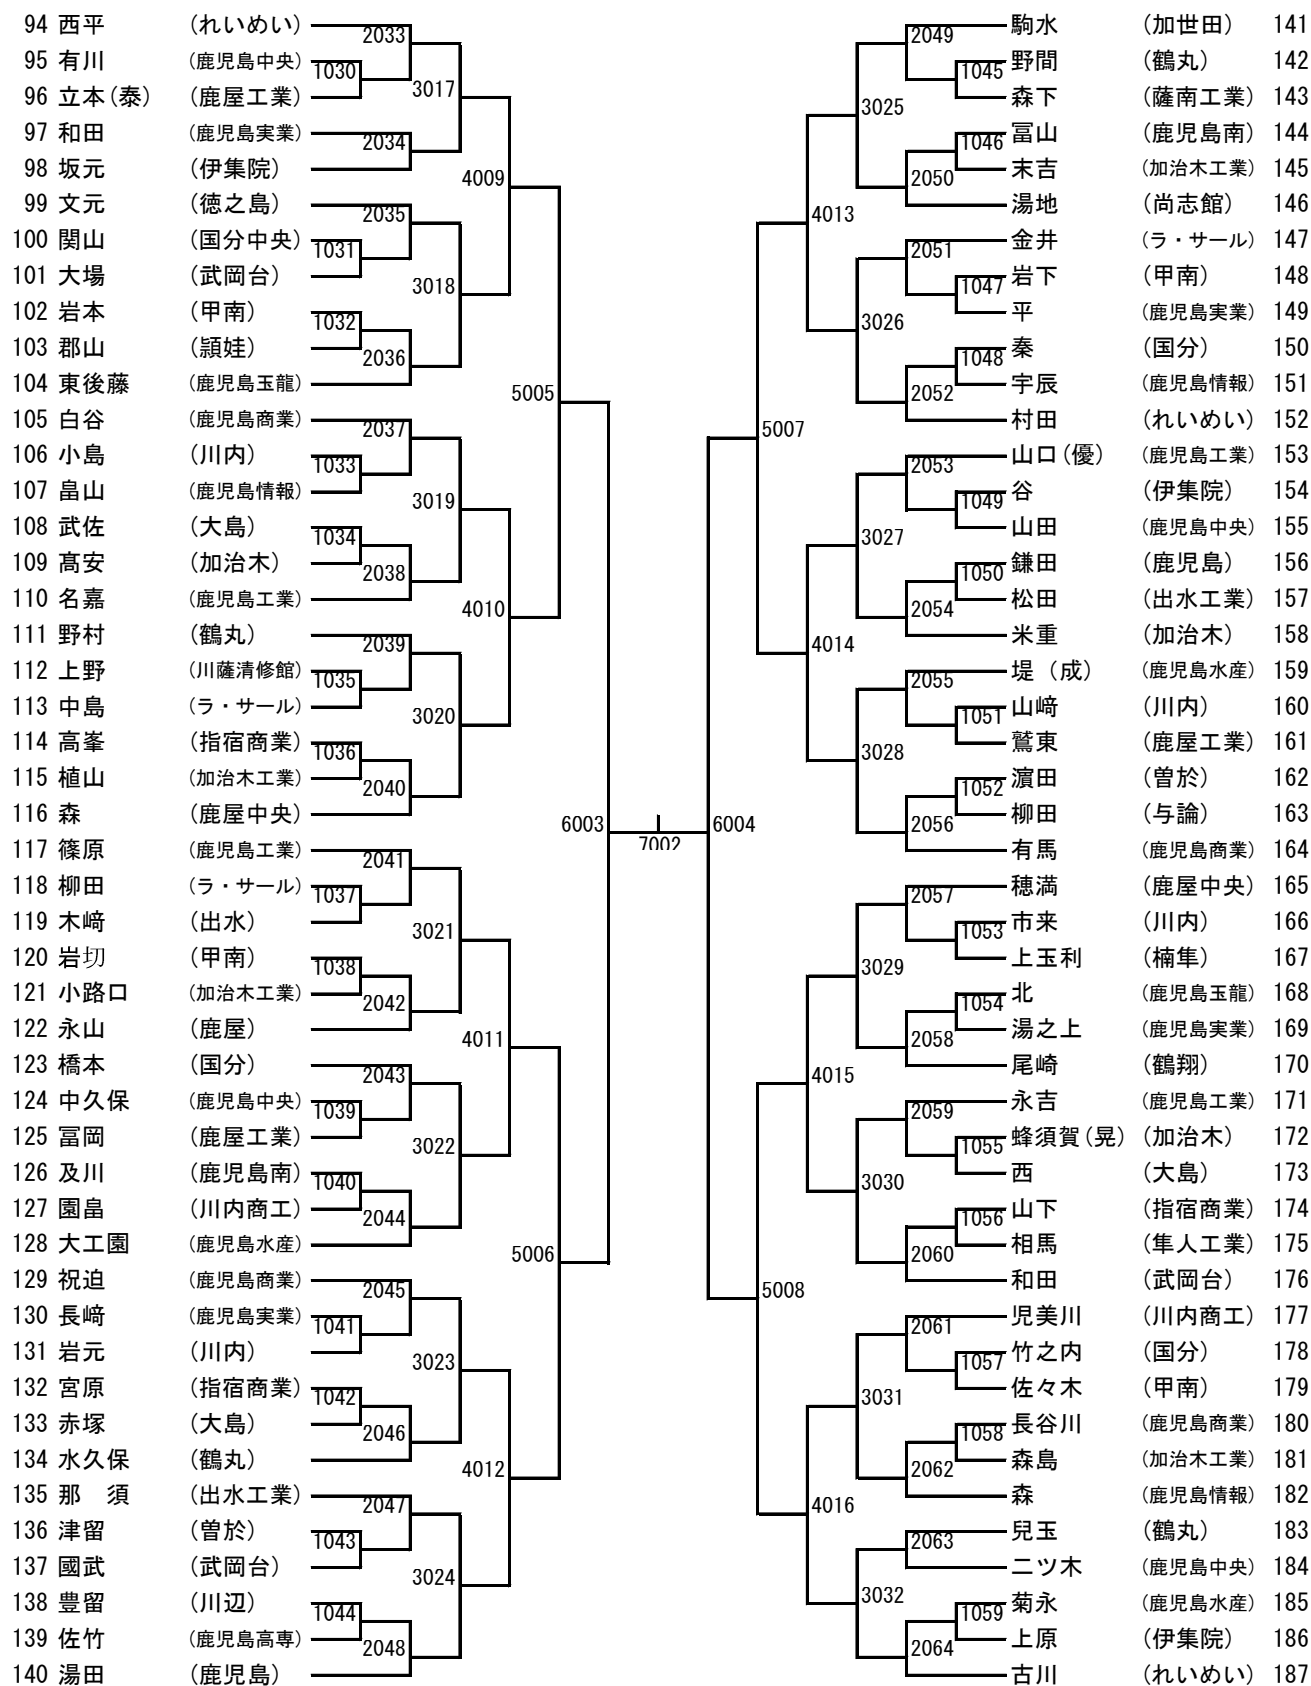 94 西平 (れいめい)
95 有川 (鹿児島中央)
96 立本(泰) (鹿屋工業)
97 和田 (鹿児島実業)
98 坂元 (伊集院)
99 文元 (徳之島)
100 関山 (国分中央)
101 大場 (武岡台)
102 岩本 (甲南)
103 郡山 (頴娃)
104 東後藤 (鹿児島玉龍)
105 白谷 (鹿児島商業)
106 小島 (川内)
107 畠山 (鹿児島情報)
108 武佐 (大島)
109 髙安 (加治木)
110 名嘉 (鹿児島工業)
111 野村 (鶴丸)
112 上野 (川薩清修館)
113 中島 (ラ・サール)
114 高峯 (指宿商業)
115 植山 (加治木工業)
116 森 (鹿屋中央)
117 篠原 (鹿児島工業)
118 柳田 (ラ・サール)
119 木﨑 (出水)
120 岩切 (甲南)
121 小路口 (加治木工業)
122 永山 (鹿屋)
123 橋本 (国分)
124 中久保 (鹿児島中央)
125 冨岡 (鹿屋工業)
126 及川 (鹿児島南)
127 園畠 (川内商工)
128 大工園 (鹿児島水産)
129 祝迫 (鹿児島商業)
130 長﨑 (鹿児島実業)
131 岩元 (川内)
132 宮原 (指宿商業)
133 赤塚 (大島)
134 水久保 (鶴丸)
135 那　須 (出水工業)
136 津留 (曽於)
137 國武 (武岡台)
138 豊留 (川辺)
139 佐竹 (鹿児島高専)
140 湯田 (鹿児島)
1030
1031
1032
1033
1034
1035
1036
1037
1038
1039
1040
1041
1042
1043
1044
2033
2034
2035
2036
2037
2038
2039
2040
2041
2042
2043
2044
2045
2046
2047
2048
3017
3018
3019
3020
3021
3022
3023
3024
4009
4010
4011
4012
5005
5006
6003
7002
6004
5007
5008
4013
4014
4015
4016
3025
3026
3027
3028
3029
3030
3031
3032
2049
2050
2051
2052
2053
2054
2055
2056
2057
2058
2059
2060
2061
2062
2063
2064
1045
1046
1047
1048
1049
1050
1051
1052
1053
1054
1055
1056
1057
1058
1059
駒水 (加世田) 141
野間 (鶴丸) 142
森下 (薩南工業) 143
冨山 (鹿児島南) 144
末吉 (加治木工業) 145
湯地 (尚志館) 146
金井 (ラ・サール) 147
岩下 (甲南) 148
平 (鹿児島実業) 149
秦 (国分) 150
宇辰 (鹿児島情報) 151
村田 (れいめい) 152
山口(優) (鹿児島工業) 153
谷 (伊集院) 154
山田 (鹿児島中央) 155
鎌田 (鹿児島) 156
松田 (出水工業) 157
米重 (加治木) 158
堤（成） (鹿児島水産) 159
山﨑 (川内) 160
鷲東 (鹿屋工業) 161
濵田 (曽於) 162
柳田 (与論) 163
有馬 (鹿児島商業) 164
穂満 (鹿屋中央) 165
市来 (川内) 166
上玉利 (楠隼) 167
北 (鹿児島玉龍) 168
湯之上 (鹿児島実業) 169
尾崎 (鶴翔) 170
永吉 (鹿児島工業) 171
蜂須賀(晃) (加治木) 172
西 (大島) 173
山下 (指宿商業) 174
相馬 (隼人工業) 175
和田 (武岡台) 176
児美川 (川内商工) 177
竹之内 (国分) 178
佐々木 (甲南) 179
長谷川 (鹿児島商業) 180
森島 (加治木工業) 181
森 (鹿児島情報) 182
兒玉 (鶴丸) 183
二ツ木 (鹿児島中央) 184
菊永 (鹿児島水産) 185
上原 (伊集院) 186
古川 (れいめい) 187